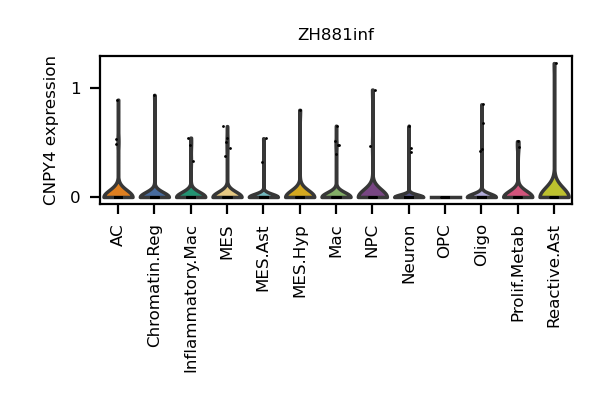 ZH881inf
CNPY4 expression
1
0
AC
Chromatin.Reg
Inflammatory.Mac
MES
MES.Ast
MES.Hyp
Mac
NPC
Neuron
OPC
Oligo
Prolif.Metab
Reactive.Ast